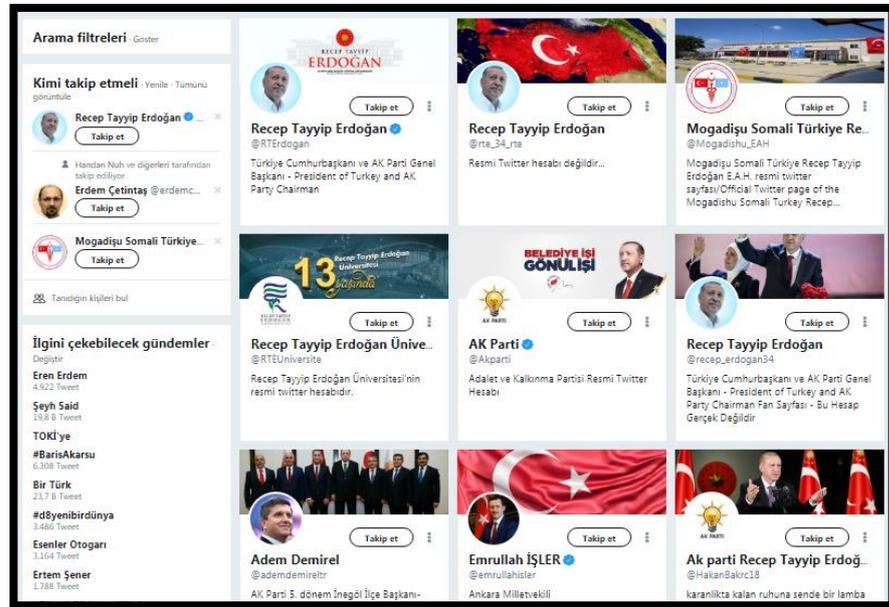 Arama filtreleri · Göster
Kimi takip etmeli · Yenile · Tümünü
görüntüle
Recep Tayyip Erdoğan ...
Takip et
Handan Nuh ve diğerleri tarafından
takip ediliyor
Erdem Çetintaş @erdemc...
Takip et
Mogadişu Somali Türkiye...
Takip et
Tanıdığın kişileri bul
İlgini çekebilecek gündemler ·
Değiştir
Eren Erdem
4.922 Tweet
Şeyh Said
19,8 B Tweet
TOKİ'ye
#BarisAkarsu
6.308 Tweet
Bir Türk
23,7 B Tweet
#d8yenibirdünya
3.486 Tweet
Esenler Otogarı
3.164 Tweet
Ertem Şener
1.788 Tweet
RECEP TAYYİP
ERDOĞAN
Takip et
Recep Tayyip Erdoğan
@RTErdogan
Türkiye Cumhurbaşkanı ve AK Parti Genel
Başkanı - President of Turkey and AK
Party Chairman
Takip et
Recep Tayyip Erdoğan
@rte_34_rte
Resmi Twitter hesabı değildir...
Takip et
Mogadişu Somali Türkiye Re...
@Mogadishu_EAH
Mogadişu Somali Türkiye Recep Tayyip
Erdoğan E.A.H. resmi twitter
sayfası/Official Twitter page of the
Mogadishu Somali Turkey Recep...
Recep Tayyip Erdoğan
Üniversitesi
13 yaşında
Takip et
Recep Tayyip Erdoğan Ünive...
@RTEUniversite
Recep Tayyip Erdoğan Üniversitesi'nin
resmi twitter hesabıdır.
BELEDİYE İŞİ
GÖNÜL İŞİ
AK PARTİ
Takip et
AK Parti
@Akparti
Adalet ve Kalkınma Partisi Resmi Twitter
Hesabı
Takip et
Recep Tayyip Erdoğan
@recep_erdogan34
Türkiye Cumhurbaşkanı ve AK Parti Genel
Başkanı - President of Turkey and AK
Party Chairman Fan Sayfası - Bu Hesap
Gerçek Değildir
Takip et
Adem Demirel
@ademdemireltr
AK Parti 5. dönem İnegöl İlçe Başkanı-
Takip et
Emrullah İŞLER
@emrullahisler
Ankara Milletvekili
AK PARTİ
Takip et
Ak parti Recep Tayyip Erdoğ...
@HakanBakrc18
karanlikta kalan ruhuna sende bir lamba